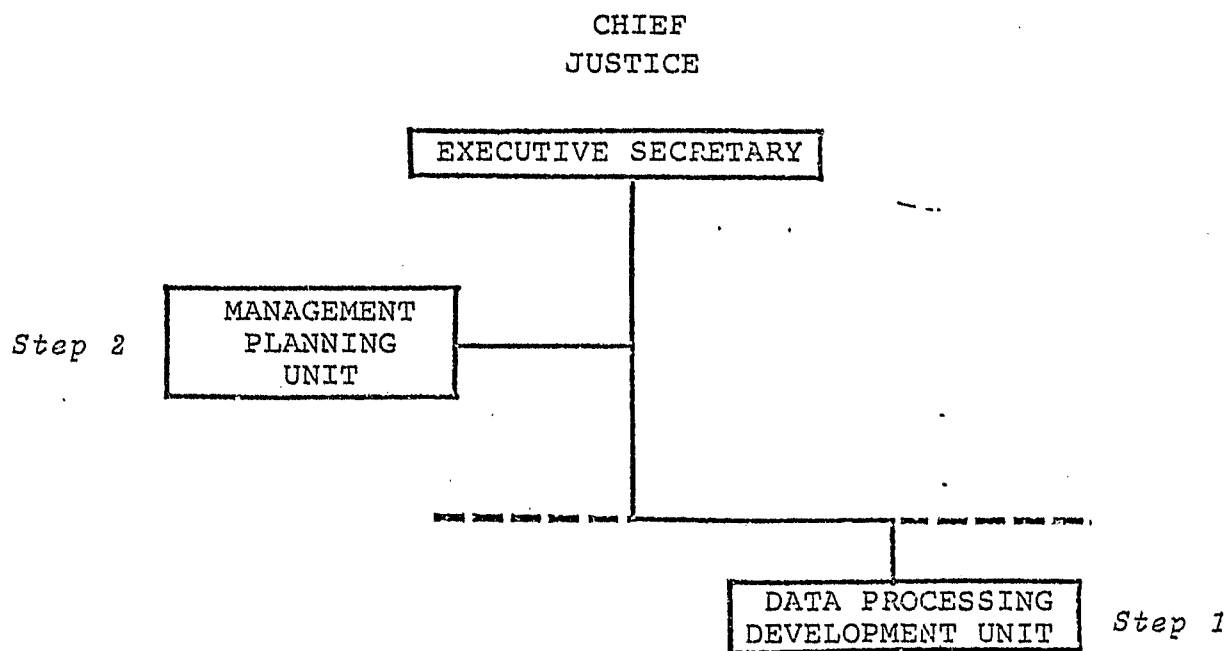 CHIEF
JUSTICE
EXECUTIVE SECRETARY
MANAGEMENT
PLANNING
UNIT
Step 2
DATA PROCESSING
DEVELOPMENT UNIT
Step 1